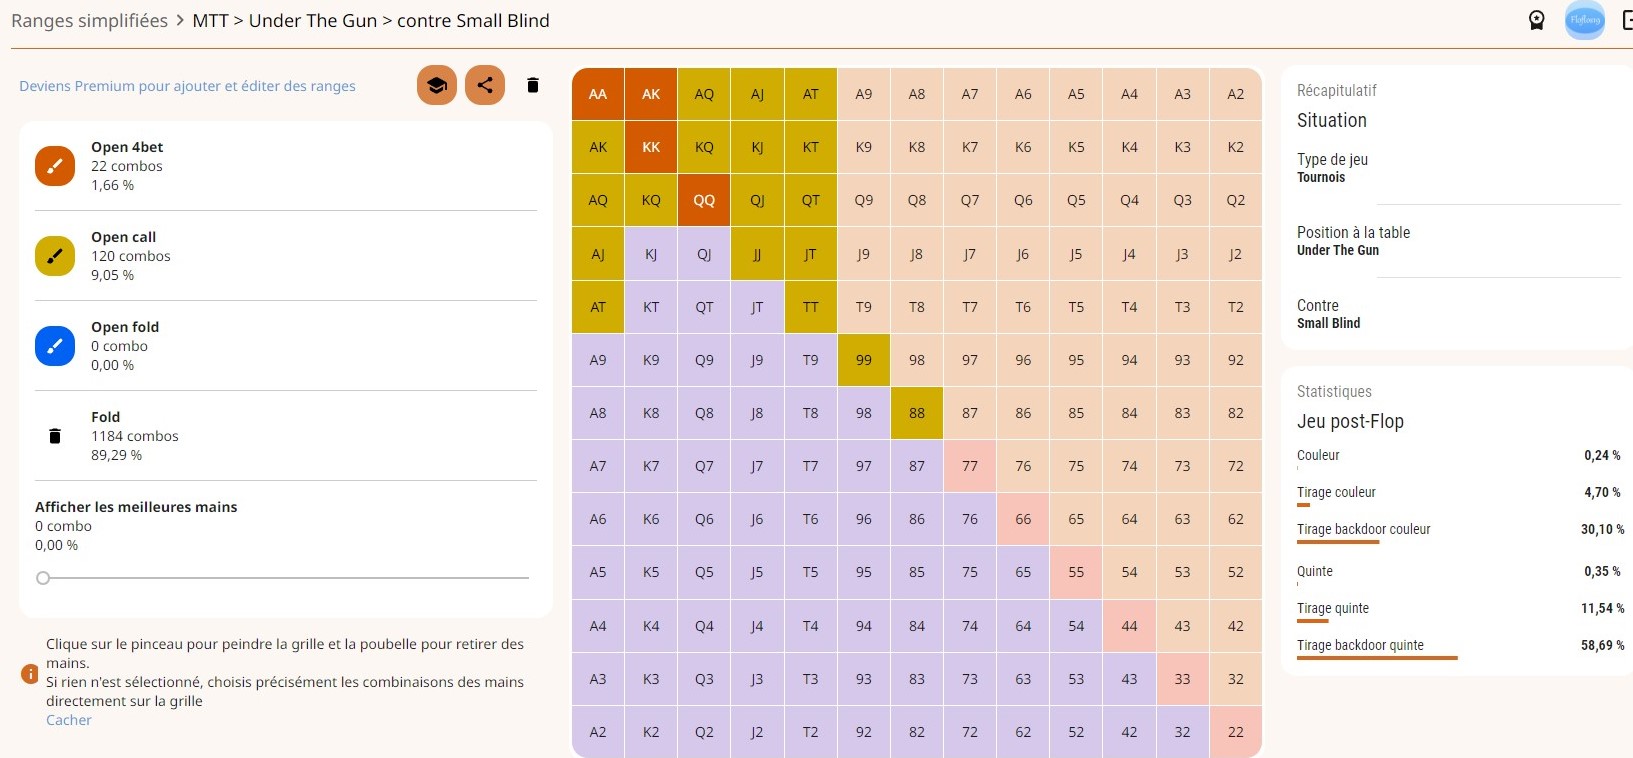 Ranges simplifiées > MTT > Under The Gun > contre Small Blind
Floflong
Deviens Premium pour ajouter et éditer des ranges
Open 4bet
22 combos
1,66 %
Open call
120 combos
9,05 %
Open fold
0 combo
0,00 %
Fold
1184 combos
89,29 %
Afficher les meilleures mains
0 combo
0,00 %
Clique sur le pinceau pour peindre la grille et la poubelle pour retirer des
mains.
Si rien n'est sélectionné, choisis précisément les combinaisons des mains
directement sur la grille
Cacher
AA AK AQ AJ AT A9 A8 A7 A6 A5 A4 A3 A2
AK KK KQ KJ KT K9 K8 K7 K6 K5 K4 K3 K2
AQ KQ QQ QJ QT Q9 Q8 Q7 Q6 Q5 Q4 Q3 Q2
AJ KJ QJ JJ JT J9 J8 J7 J6 J5 J4 J3 J2
AT KT QT JT TT T9 T8 T7 T6 T5 T4 T3 T2
A9 K9 Q9 J9 T9 99 98 97 96 95 94 93 92
A8 K8 Q8 J8 T8 98 88 87 86 85 84 83 82
A7 K7 Q7 J7 T7 97 87 77 76 75 74 73 72
A6 K6 Q6 J6 T6 96 86 76 66 65 64 63 62
A5 K5 Q5 J5 T5 95 85 75 65 55 54 53 52
A4 K4 Q4 J4 T4 94 84 74 64 54 44 43 42
A3 K3 Q3 J3 T3 93 83 73 63 53 43 33 32
A2 K2 Q2 J2 T2 92 82 72 62 52 42 32 22
Récapitulatif
Situation
Type de jeu
Tournois
Position à la table
Under The Gun
Contre
Small Blind
Statistiques
Jeu post-Flop
Couleur 0,24 %
Tirage couleur 4,70 %
Tirage backdoor couleur 30,10 %
Quinte 0,35 %
Tirage quinte 11,54 %
Tirage backdoor quinte 58,69 %